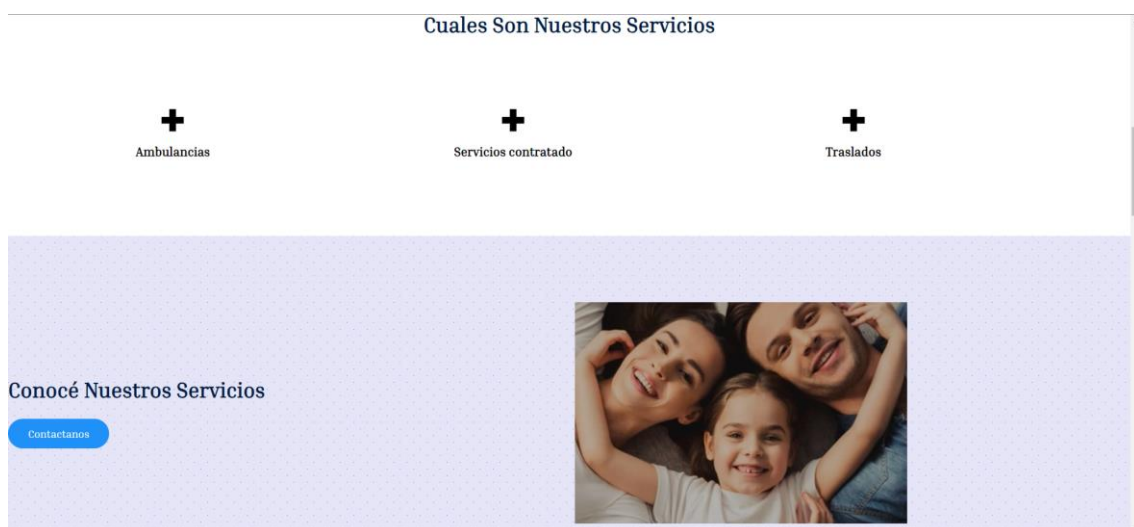 Cuales Son Nuestros Servicios
Ambulancias
Servicios contratado
Traslados
Conocé Nuestros Servicios
Contactanos